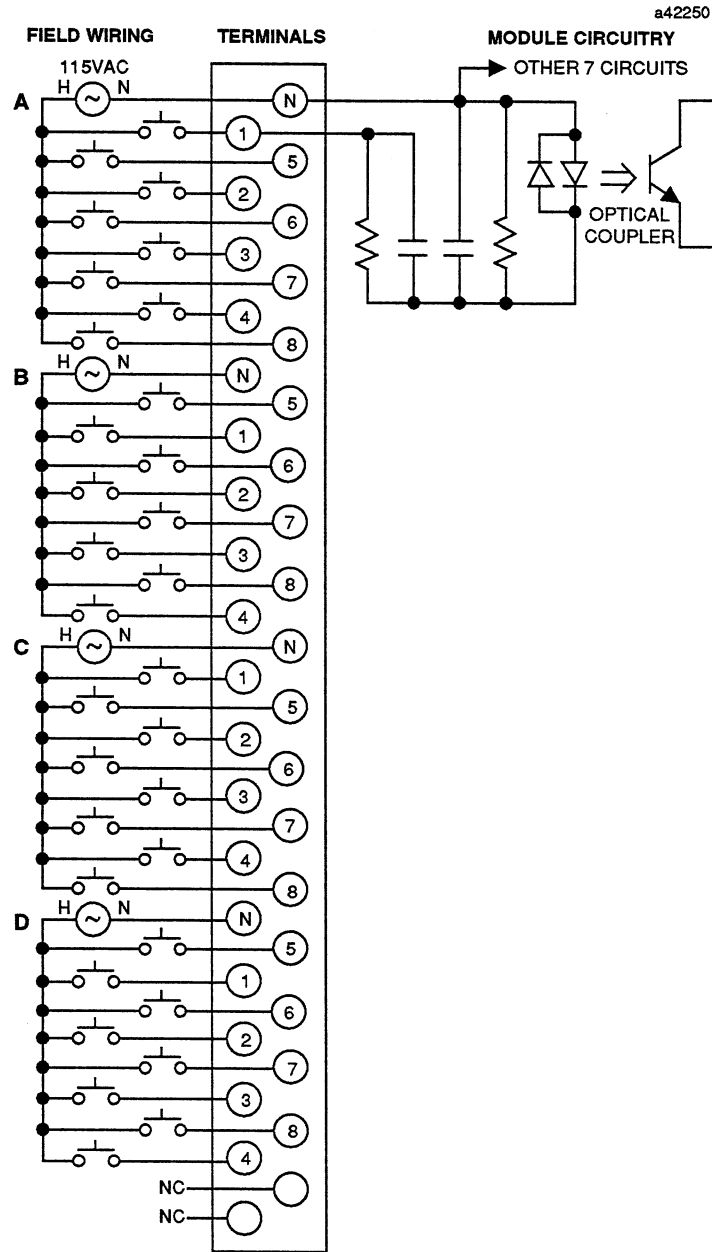 a42250
FIELD WIRING TERMINALS MODULE CIRCUITRY
115VAC
OTHER 7 CIRCUITS
H N
A N
1
5
2
6
3
7
4
8
OPTICAL
COUPLER
H N
B N
5
1
6
2
7
3
8
4
H N
C N
1
5
2
6
3
7
4
8
H N
D N
5
1
6
2
7
3
8
4
NC
NC